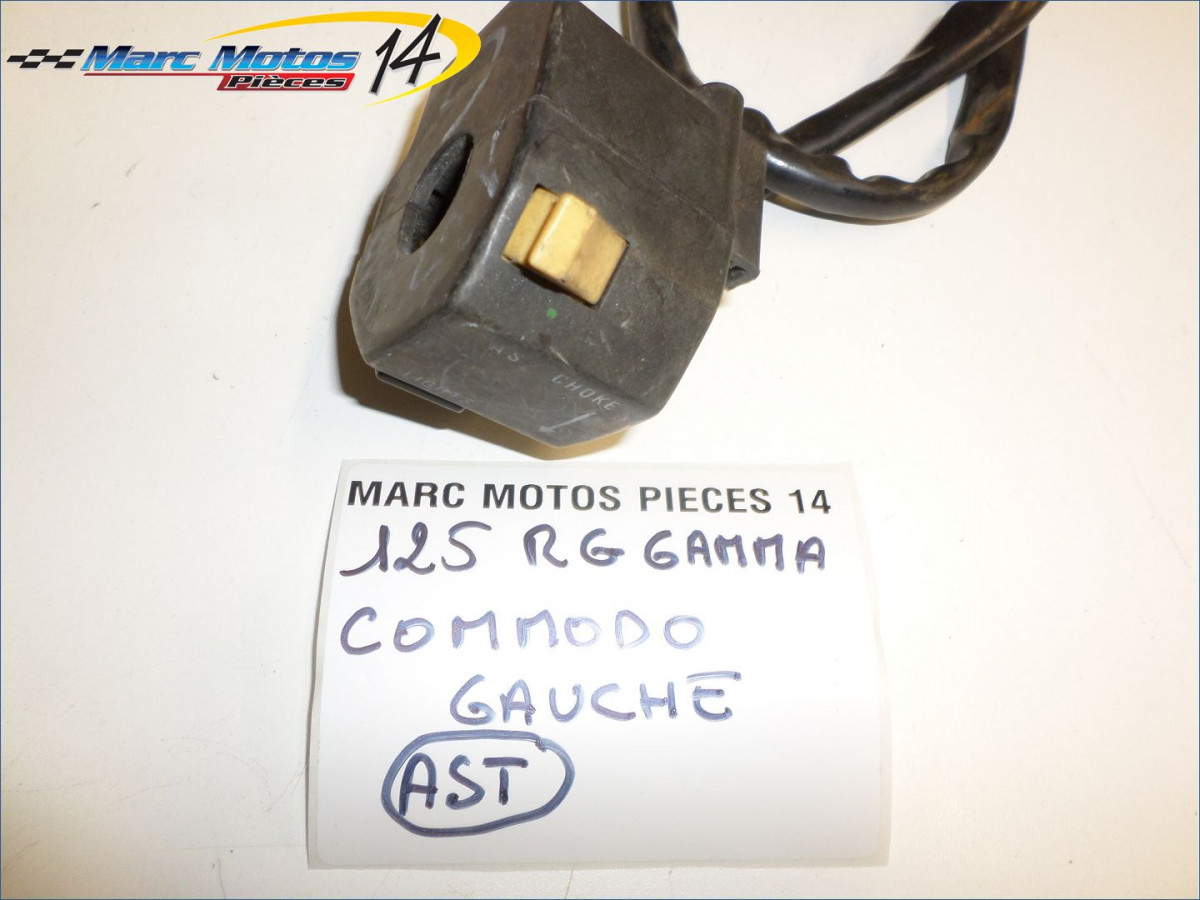 Marc Motos 14
Pièces
CHOKE
MARC MOTOS PIECES 14
125 RG GAMMA
COMMODO
GAUCHE
AST